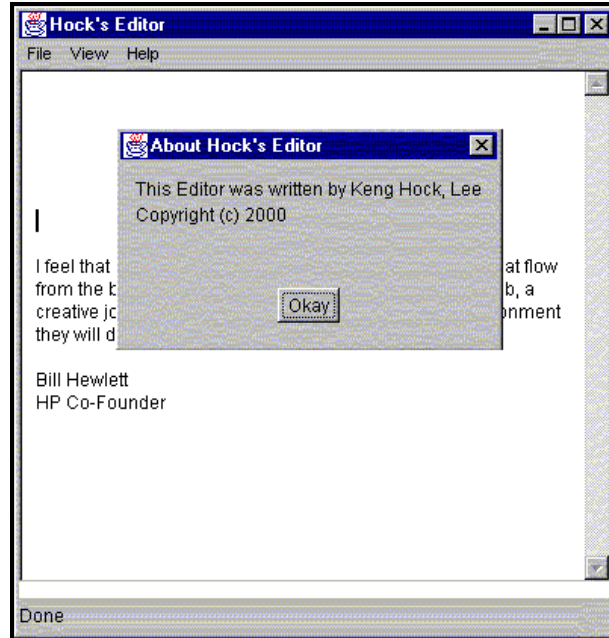 Hock's Editor
File View Help
About Hock's Editor
This Editor was written by Keng Hock, Lee
Copyright (c) 2000
Okay
I feel that at flow
from the b b, a
creative jo onment
they will d
Bill Hewlett
HP Co-Founder
Done